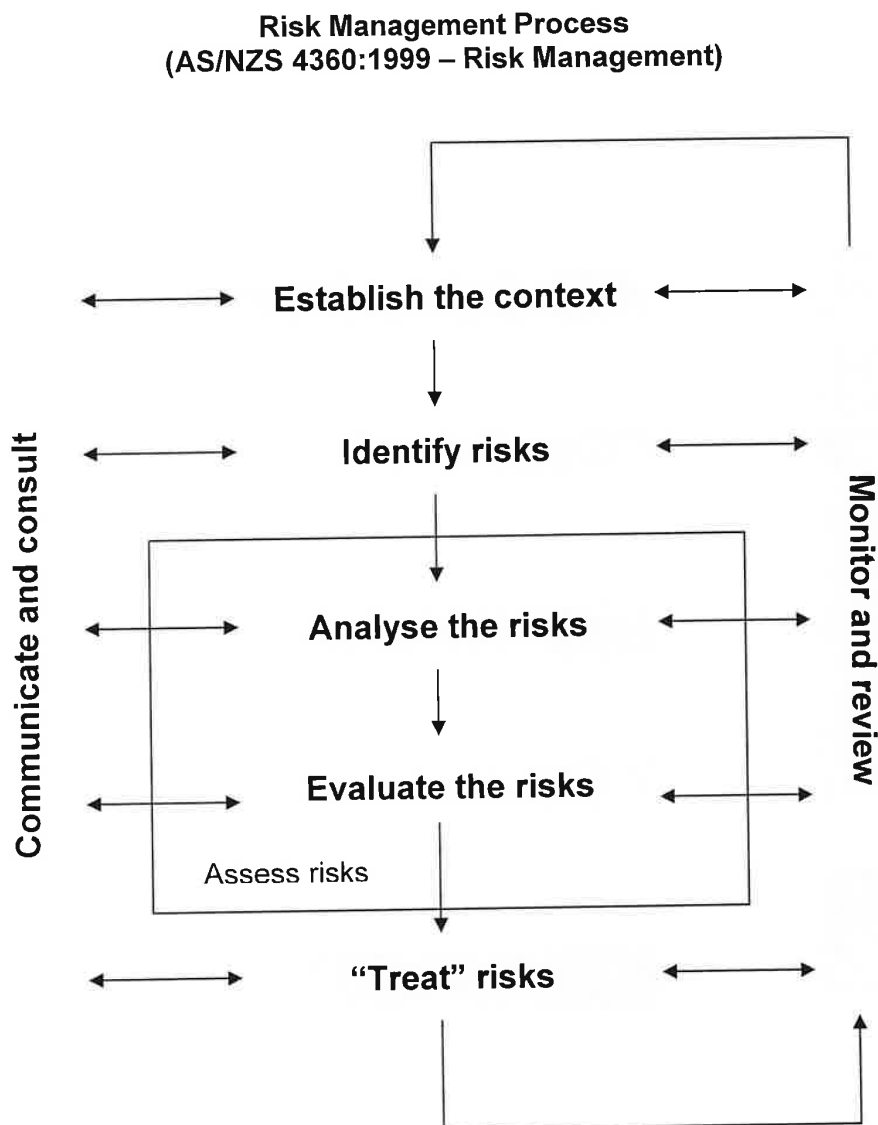 Risk Management Process
(AS/NZS 4360:1999 – Risk Management)
Establish the context
Identify risks
Analyse the risks
Evaluate the risks
Assess risks
“Treat” risks
Communicate and consult
Monitor and review